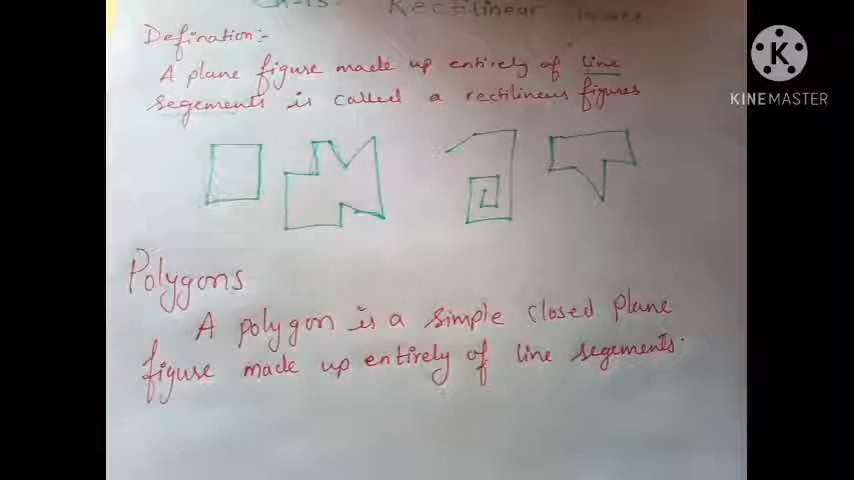 Rectilinear
Defination:-
A plane figure made up entirely of line
segements is called a rectilinear figures
Polygons
A polygon is a simple closed plane
figure made up entirely of line segements.
K
KINEMASTER